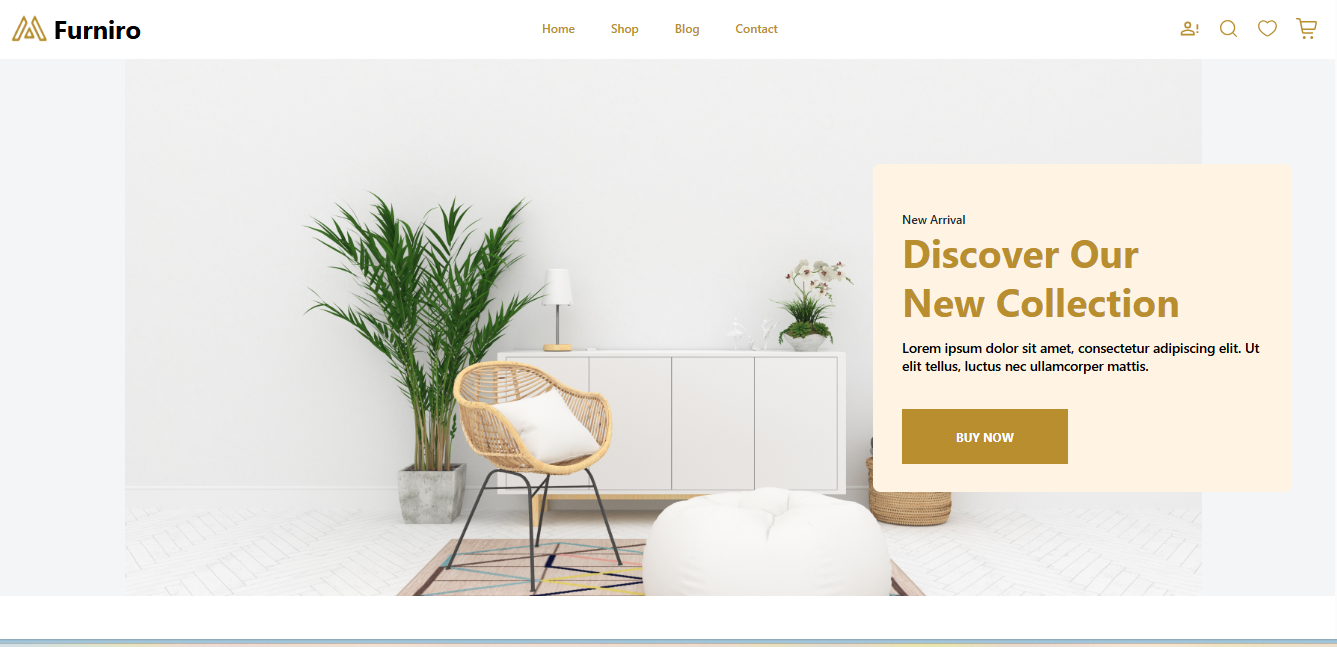 Furniro
Home
Shop
Blog
Contact
New Arrival
Discover Our
New Collection
Lorem ipsum dolor sit amet, consectetur adipiscing elit. Ut
elit tellus, luctus nec ullamcorper mattis.
BUY NOW